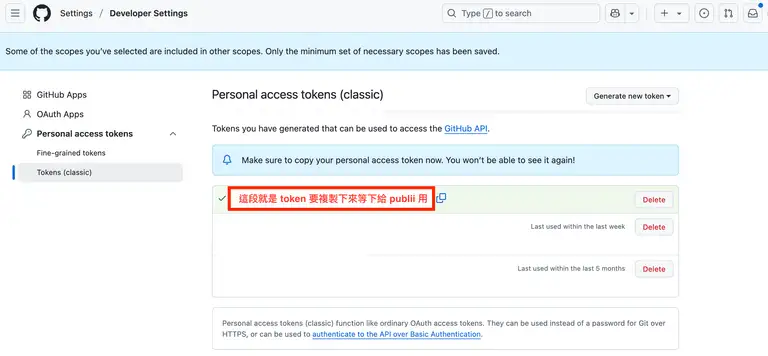 Settings / Developer Settings
Type / to search
Some of the scopes you've selected are included in other scopes. Only the minimum set of necessary scopes has been saved.
GitHub Apps
OAuth Apps
Personal access tokens
Fine-grained tokens
Tokens (classic)
Personal access tokens (classic)
Generate new token
Tokens you have generated that can be used to access the GitHub API.
Make sure to copy your personal access token now. You won't be able to see it again!
這段就是 token 要複製下來等下給 publii 用
Delete
Last used within the last week
Delete
Last used within the last 5 months
Delete
Personal access tokens (classic) function like ordinary OAuth access tokens. They can be used instead of a password for Git over
HTTPS, or can be used to authenticate to the API over Basic Authentication.